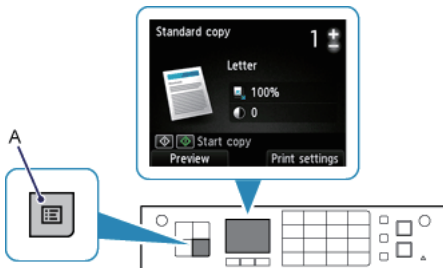 Standard copy
1
Letter
100%
0
Start copy
Preview
Print settings
A